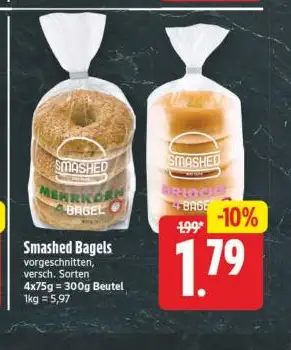 SMASHED
MEHRKORN
4 BAGEL
SMASHED
BRIOCHE
4 BAGE
-10%
1.99*
1.79
Smashed Bagels
vorgeschnitten,
versch. Sorten
4x75g = 300g Beutel
1kg = 5,97